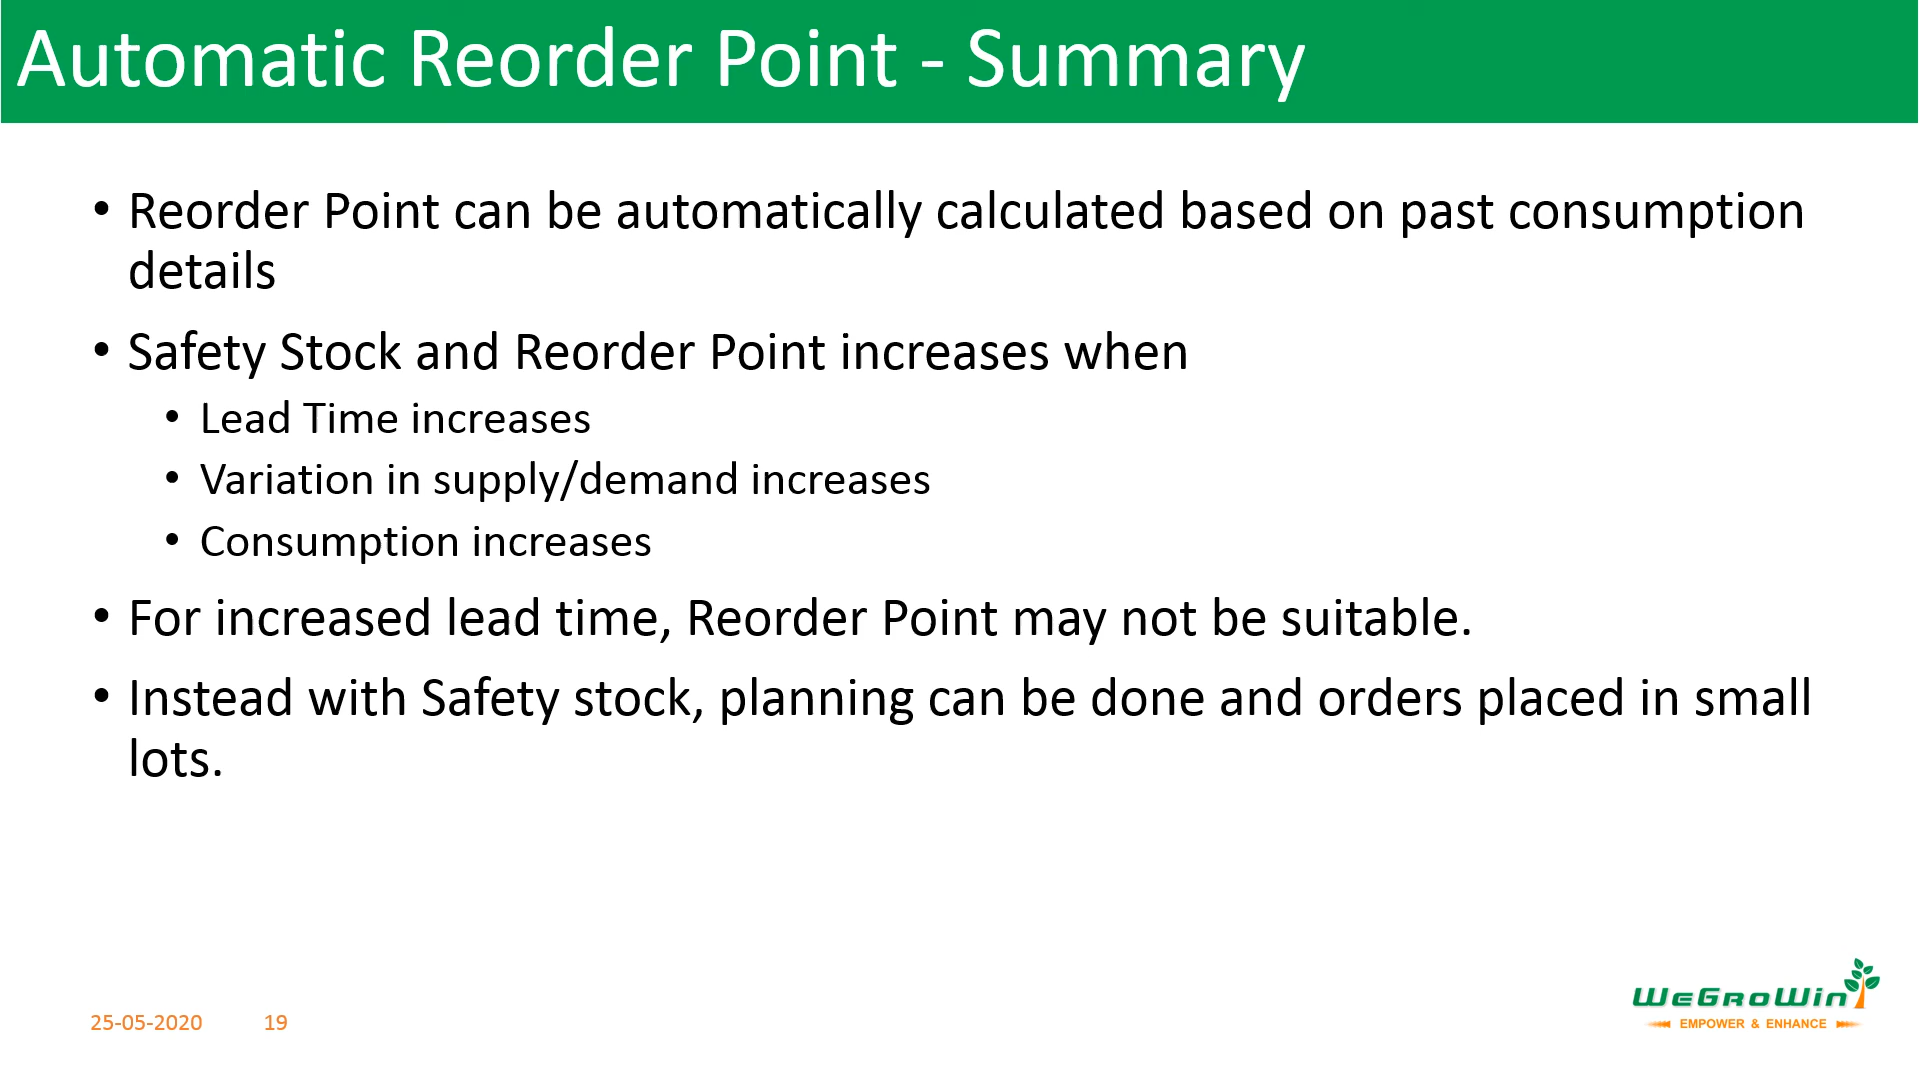 Automatic Reorder Point - Summary
• Reorder Point can be automatically calculated based on past consumption
details
• Safety Stock and Reorder Point increases when
• Lead Time increases
• Variation in supply/demand increases
• Consumption increases
• For increased lead time, Reorder Point may not be suitable.
• Instead with Safety stock, planning can be done and orders placed in small
lots.
25-05-2020 19
WeGroWin
EMPOWER & ENHANCE